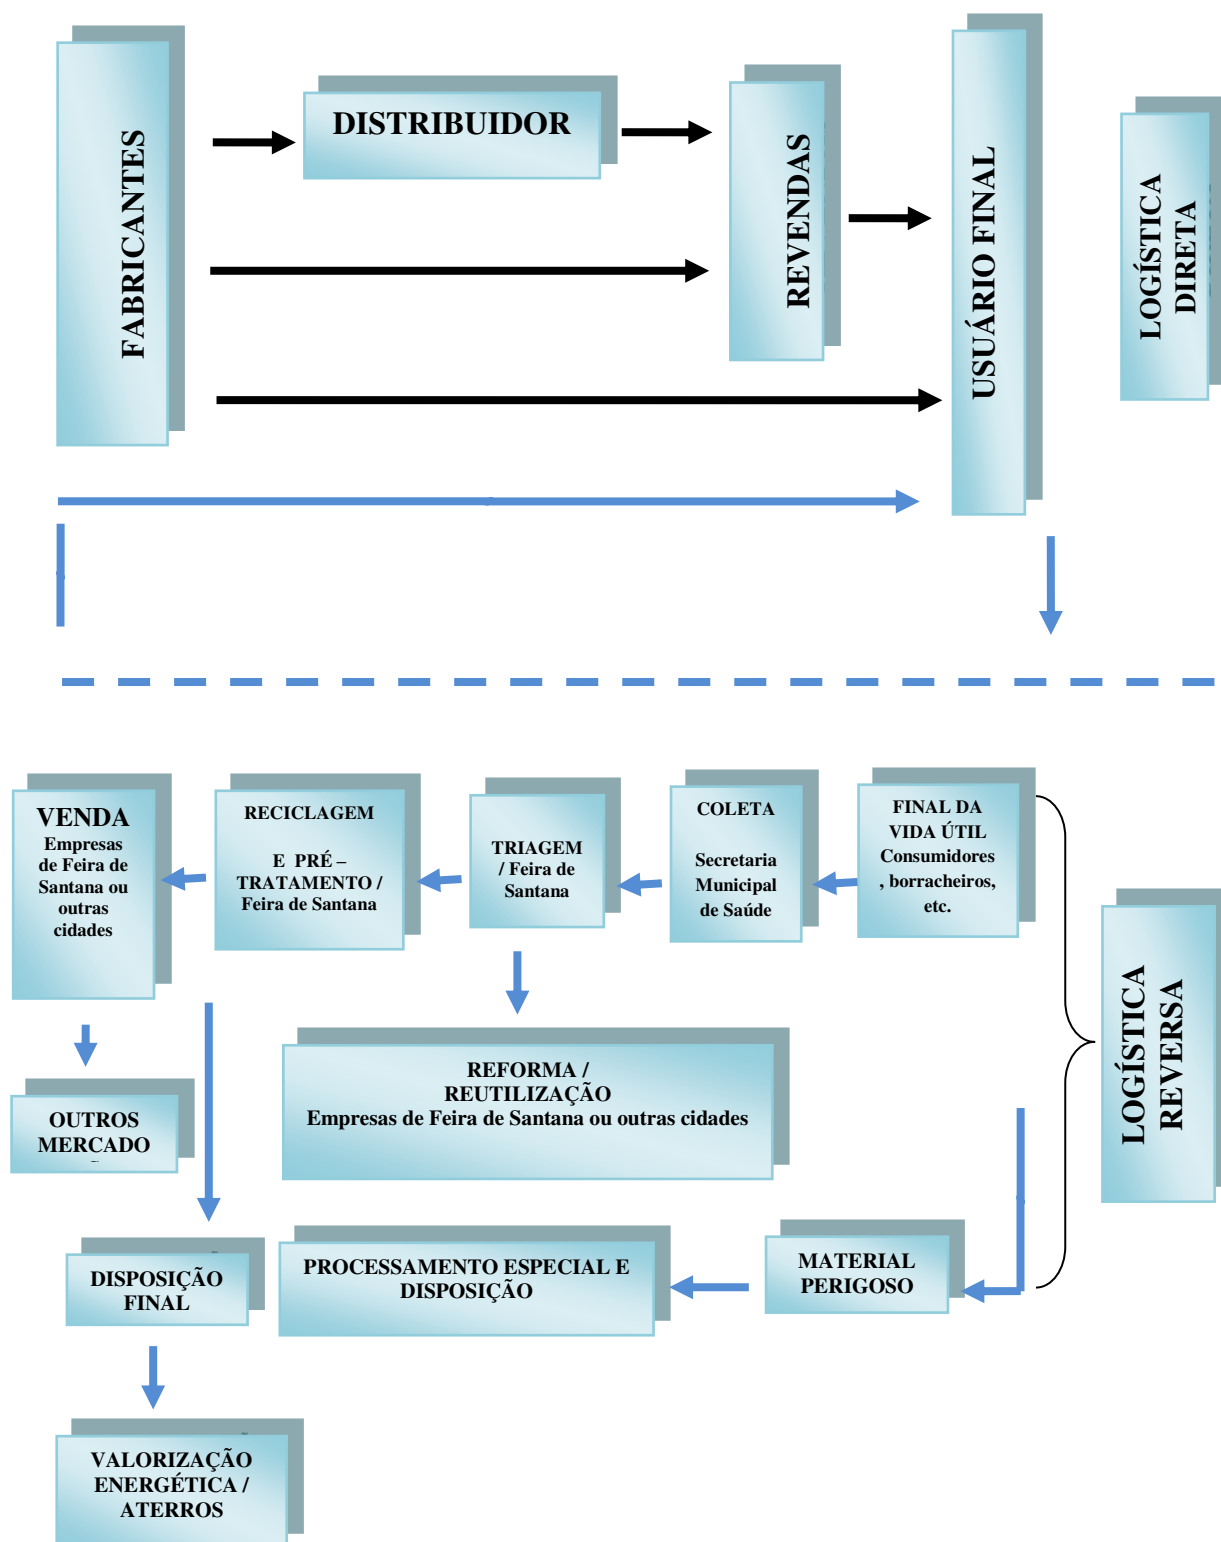 FABRICANTES
DISTRIBUIDOR
REVENDAS
USUÁRIO FINAL
LOGÍSTICA
DIRETA
VENDA
Empresas
de Feira de
Santana ou
outras
cidades
RECICLAGEM
E PRÉ –
TRATAMENTO /
Feira de Santana
TRIAGEM
/ Feira de
Santana
COLETA
Secretaria
Municipal
de Saúde
FINAL DA
VIDA ÚTIL
Consumidores
, borracheiros,
etc.
LOGÍSTICA
REVERSA
REFORMA /
REUTILIZAÇÃO
Empresas de Feira de Santana ou outras cidades
OUTROS
MERCADO
DISPOSIÇÃO
FINAL
PROCESSAMENTO ESPECIAL E
DISPOSIÇÃO
MATERIAL
PERIGOSO
VALORIZAÇÃO
ENERGÉTICA /
ATERROS